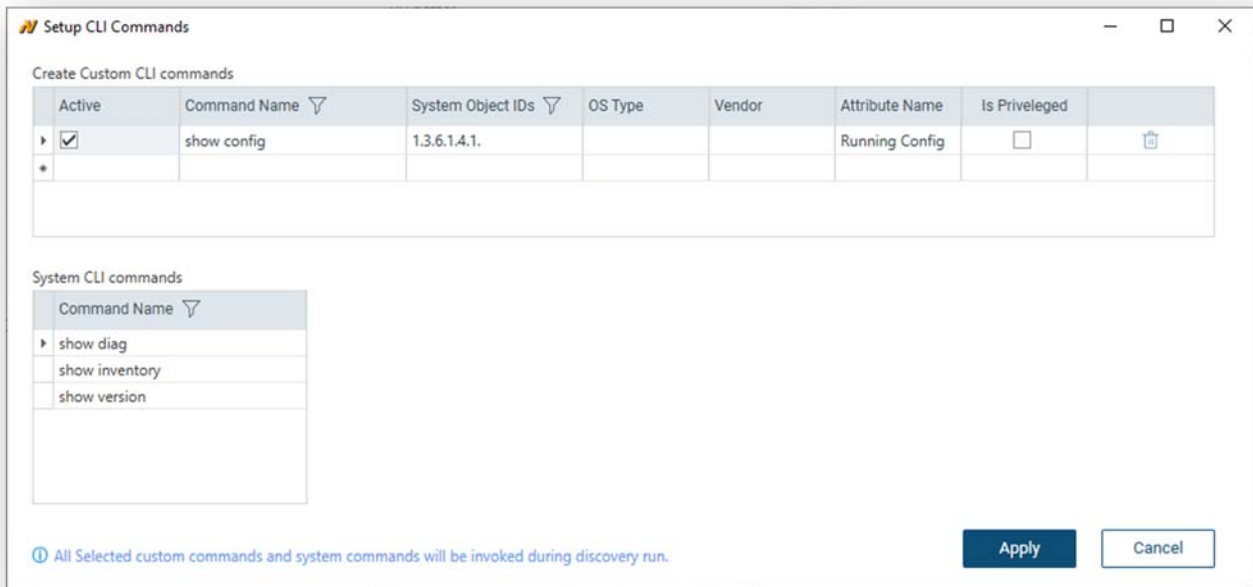 Setup CLI Commands
Create Custom CLI commands
Active Command Name System Object IDs OS Type Vendor Attribute Name Is Priveleged
show config 1.3.6.1.4.1. Running Config
System CLI commands
Command Name
show diag
show inventory
show version
All Selected custom commands and system commands will be invoked during discovery run.
Apply Cancel